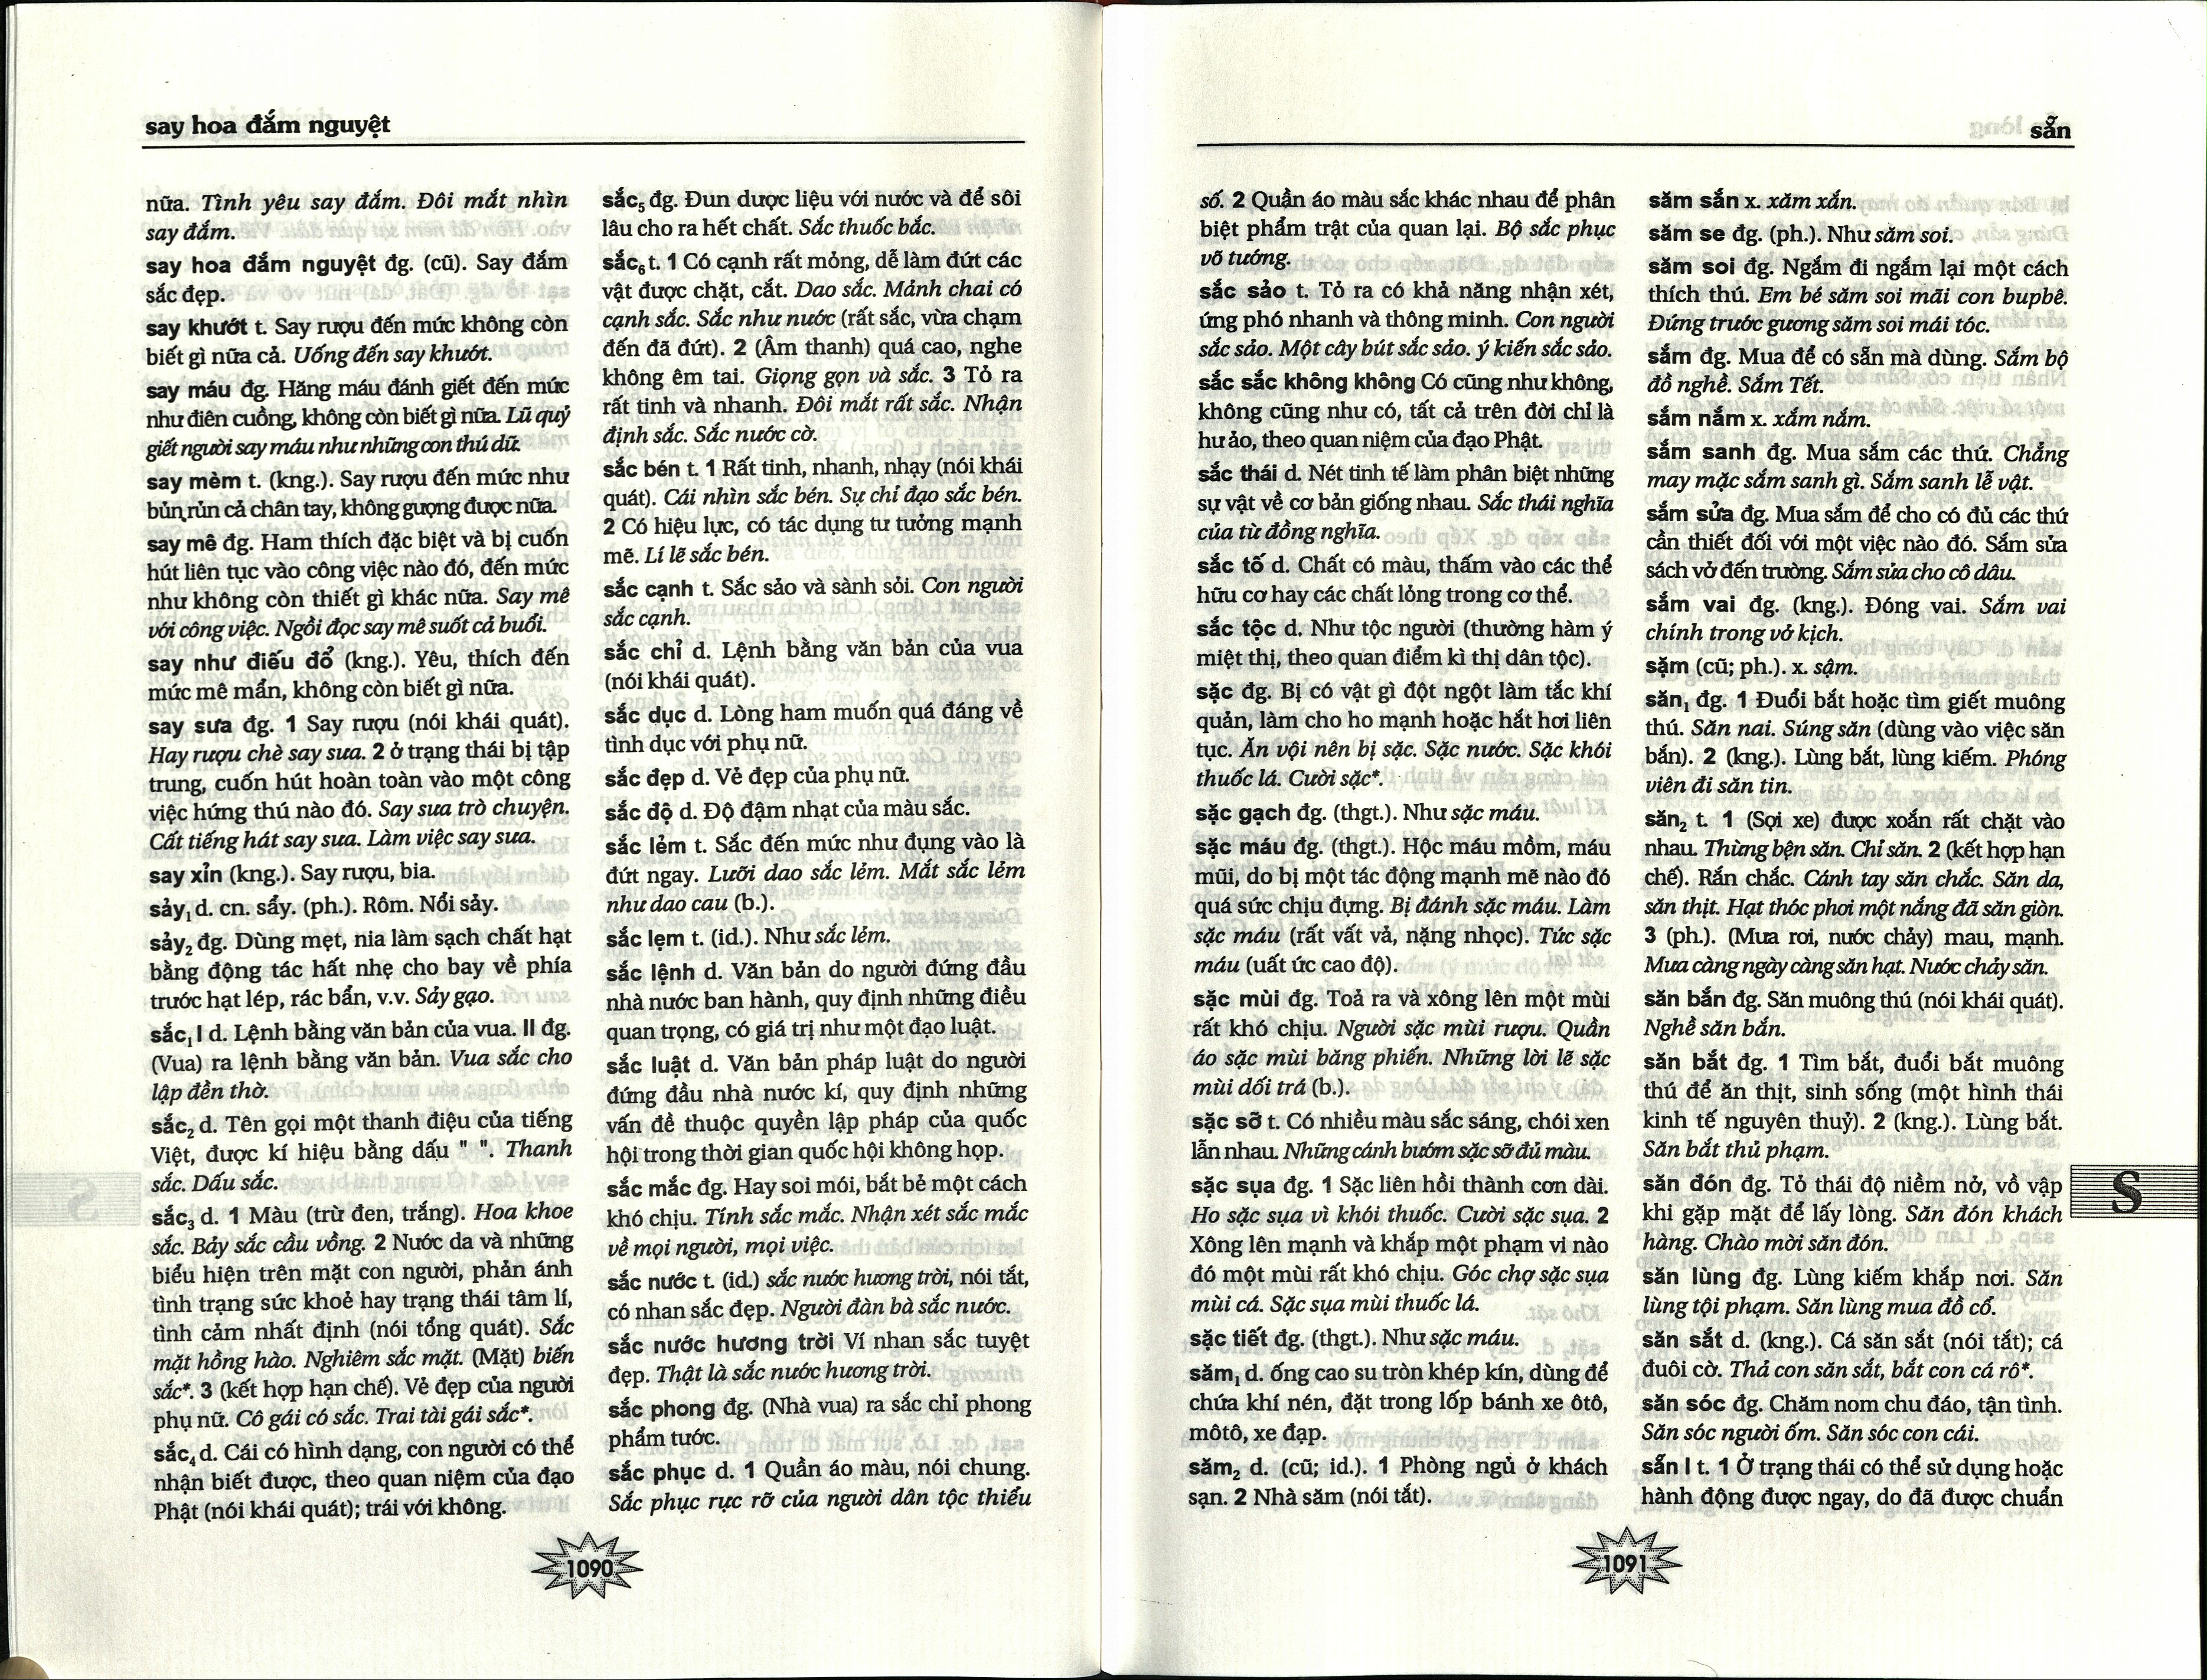 say hoa đắm nguyệt
nữa. Tình yêu say đắm. Đôi mắt nhìn
say đắm.
say hoa đắm nguyệt đg. (cũ). Say đắm
sắc đẹp.
say khướt t. Say rượu đến mức không còn
biết gì nữa cả. Uống đến say khướt.
say máu đg. Hăng máu đánh giết đến mức
như điên cuồng, không còn biết gì nữa. Lũ quỷ
giết người say máu như những con thú dữ.
say mèm t. (kng.). Say rượu đến mức như
bủn rủn cả chân tay, không gượng được nữa.
say mê đg. Ham thích đặc biệt và bị cuốn
hút liên tục vào công việc nào đó, đến mức
như không còn thiết gì khác nữa. Say mê
với công việc. Ngồi đọc say mê suốt cả buổi.
say như điếu đổ (kng.). Yêu, thích đến
mức mê mẩn, không còn biết gì nữa.
say sưa đg. 1 Say rượu (nói khái quát).
Hay rượu chè say sưa. 2 ở trạng thái bị tập
trung, cuốn hút hoàn toàn vào một công
việc hứng thú nào đó. Say sưa trò chuyện.
Cất tiếng hát say sưa. Làm việc say sưa.
say xỉn (kng.). Say rượu, bia.
sảy₁ d. cn. sẩy. (ph.). Rôm. Nổi sảy.
sảy₂ đg. Dùng mẹt, nia làm sạch chất hạt
bằng động tác hất nhẹ cho bay về phía
trước hạt lép, rác bẩn, v.v. Sảy gạo.
sắc₁ I d. Lệnh bằng văn bản của vua. II đg.
(Vua) ra lệnh bằng văn bản. Vua sắc cho
lập đền thờ.
sắc₂ d. Tên gọi một thanh điệu của tiếng
Việt, được kí hiệu bằng dấu " ". Thanh
sắc. Dấu sắc.
sắc₃ d. 1 Màu (trừ đen, trắng). Hoa khoe
sắc. Bảy sắc cầu vồng. 2 Nước da và những
biểu hiện trên mặt con người, phản ánh
tình trạng sức khoẻ hay trạng thái tâm lí,
tình cảm nhất định (nói tổng quát). Sắc
mặt hồng hào. Nghiêm sắc mặt. (Mặt) biến
sắc*. 3 (kết hợp hạn chế). Vẻ đẹp của người
phụ nữ. Cô gái có sắc. Trai tài gái sắc*.
sắc₄ d. Cái có hình dạng, con người có thể
nhận biết được, theo quan niệm của đạo
Phật (nói khái quát); trái với không.
sắc₅ đg. Đun dược liệu với nước và để sôi
lâu cho ra hết chất. Sắc thuốc bắc.
sắc₆ t. 1 Có cạnh rất mỏng, dễ làm đứt các
vật được chặt, cắt. Dao sắc. Mảnh chai có
cạnh sắc. Sắc như nước (rất sắc, vừa chạm
đến đã đứt). 2 (Âm thanh) quá cao, nghe
không êm tai. Giọng gọn và sắc. 3 Tỏ ra
rất tinh và nhanh. Đôi mắt rất sắc. Nhận
định sắc. Sắc nước cờ.
sắc bén t. 1 Rất tinh, nhanh, nhạy (nói khái
quát). Cái nhìn sắc bén. Sự chỉ đạo sắc bén.
2 Có hiệu lực, có tác dụng tư tưởng mạnh
mẽ. Lí lẽ sắc bén.
sắc cạnh t. Sắc sảo và sành sỏi. Con người
sắc cạnh.
sắc chỉ d. Lệnh bằng văn bản của vua
(nói khái quát).
sắc dục d. Lòng ham muốn quá đáng về
tình dục với phụ nữ.
sắc đẹp d. Vẻ đẹp của phụ nữ.
sắc độ d. Độ đậm nhạt của màu sắc.
sắc lẻm t. Sắc đến mức như đụng vào là
đứt ngay. Lưỡi dao sắc lẻm. Mắt sắc lẻm
như dao cau (b.).
sắc lẹm t. (id.). Như sắc lẻm.
sắc lệnh d. Văn bản do người đứng đầu
nhà nước ban hành, quy định những điều
quan trọng, có giá trị như một đạo luật.
sắc luật d. Văn bản pháp luật do người
đứng đầu nhà nước kí, quy định những
vấn đề thuộc quyền lập pháp của quốc
hội trong thời gian quốc hội không họp.
sắc mắc đg. Hay soi mói, bắt bẻ một cách
khó chịu. Tính sắc mắc. Nhận xét sắc mắc
về mọi người, mọi việc.
sắc nước t. (id.) sắc nước hương trời, nói tắt,
có nhan sắc đẹp. Người đàn bà sắc nước.
sắc nước hương trời Ví nhan sắc tuyệt
đẹp. Thật là sắc nước hương trời.
sắc phong đg. (Nhà vua) ra sắc chỉ phong
phẩm tước.
sắc phục d. 1 Quần áo màu, nói chung.
Sắc phục rực rỡ của người dân tộc thiểu
1090
sẵn
số. 2 Quần áo màu sắc khác nhau để phân
biệt phẩm trật của quan lại. Bộ sắc phục
võ tướng.
sắc sảo t. Tỏ ra có khả năng nhận xét,
ứng phó nhanh và thông minh. Con người
sắc sảo. Một cây bút sắc sảo. ý kiến sắc sảo.
sắc sắc không không Có cũng như không,
không cũng như có, tất cả trên đời chỉ là
hư ảo, theo quan niệm của đạo Phật.
sắc thái d. Nét tinh tế làm phân biệt những
sự vật về cơ bản giống nhau. Sắc thái nghĩa
của từ đồng nghĩa.
sắc tố d. Chất có màu, thấm vào các thể
hữu cơ hay các chất lỏng trong cơ thể.
sắc tộc d. Như tộc người (thường hàm ý
miệt thị, theo quan điểm kì thị dân tộc).
sặc đg. Bị có vật gì đột ngột làm tắc khí
quản, làm cho ho mạnh hoặc hắt hơi liên
tục. Ăn vội nên bị sặc. Sặc nước. Sặc khói
thuốc lá. Cười sặc*.
sặc gạch đg. (thgt.). Như sặc máu.
sặc máu đg. (thgt.). Hộc máu mồm, máu
mũi, do bị một tác động mạnh mẽ nào đó
quá sức chịu đựng. Bị đánh sặc máu. Làm
sặc máu (rất vất vả, nặng nhọc). Tức sặc
máu (uất ức cao độ).
sặc mùi đg. Toả ra và xông lên một mùi
rất khó chịu. Người sặc mùi rượu. Quần
áo sặc mùi băng phiến. Những lời lẽ sặc
mùi dối trá (b.).
sặc sỡ t. Có nhiều màu sắc sáng, chói xen
lẫn nhau. Những cánh bướm sặc sỡ đủ màu.
sặc sụa đg. 1 Sặc liên hồi thành cơn dài.
Ho sặc sụa vì khói thuốc. Cười sặc sụa. 2
Xông lên mạnh và khắp một phạm vi nào
đó một mùi rất khó chịu. Góc chợ sặc sụa
mùi cá. Sặc sụa mùi thuốc lá.
sặc tiết đg. (thgt.). Như sặc máu.
săm₁ d. ống cao su tròn khép kín, dùng để
chứa khí nén, đặt trong lốp bánh xe ôtô,
môtô, xe đạp.
săm₂ d. (cũ; id.). 1 Phòng ngủ ở khách
sạn. 2 Nhà săm (nói tắt).
săm sắn x. xăm xắn.
săm se đg. (ph.). Như săm soi.
săm soi đg. Ngắm đi ngắm lại một cách
thích thú. Em bé săm soi mãi con bupbê.
Đứng trước gương săm soi mái tóc.
sắm đg. Mua để có sẵn mà dùng. Sắm bộ
đồ nghề. Sắm Tết.
sắm nắm x. xắm nắm.
sắm sanh đg. Mua sắm các thứ. Chẳng
may mặc sắm sanh gì. Sắm sanh lễ vật.
sắm sửa đg. Mua sắm để cho có đủ các thứ
cần thiết đối với một việc nào đó. Sắm sửa
sách vở đến trường. Sắm sửa cho cô dâu.
sắm vai đg. (kng.). Đóng vai. Sắm vai
chính trong vở kịch.
sặm (cũ; ph.). x. sậm.
săn₁ đg. 1 Đuổi bắt hoặc tìm giết muông
thú. Săn nai. Súng săn (dùng vào việc săn
bắn). 2 (kng.). Lùng bắt, lùng kiếm. Phóng
viên đi săn tin.
săn₂ t. 1 (Sợi xe) được xoắn rất chặt vào
nhau. Thừng bện săn. Chỉ săn. 2 (kết hợp hạn
chế). Rắn chắc. Cánh tay săn chắc. Săn da,
săn thịt. Hạt thóc phơi một nắng đã săn giòn.
3 (ph.). (Mưa rơi, nước chảy) mau, mạnh.
Mưa càng ngày càng săn hạt. Nước chảy săn.
săn bắn đg. Săn muông thú (nói khái quát).
Nghề săn bắn.
săn bắt đg. 1 Tìm bắt, đuổi bắt muông
thú để ăn thịt, sinh sống (một hình thái
kinh tế nguyên thuỷ). 2 (kng.). Lùng bắt.
Săn bắt thủ phạm.
săn đón đg. Tỏ thái độ niềm nở, vồ vập
khi gặp mặt để lấy lòng. Săn đón khách
hàng. Chào mời săn đón.
săn lùng đg. Lùng kiếm khắp nơi. Săn
lùng tội phạm. Săn lùng mua đồ cổ.
săn sắt d. (kng.). Cá săn sắt (nói tắt); cá
đuôi cờ. Thả con săn sắt, bắt con cá rô*.
săn sóc đg. Chăm nom chu đáo, tận tình.
Săn sóc người ốm. Săn sóc con cái.
sẵn I t. 1 Ở trạng thái có thể sử dụng hoặc
hành động được ngay, do đã được chuẩn
S
1091